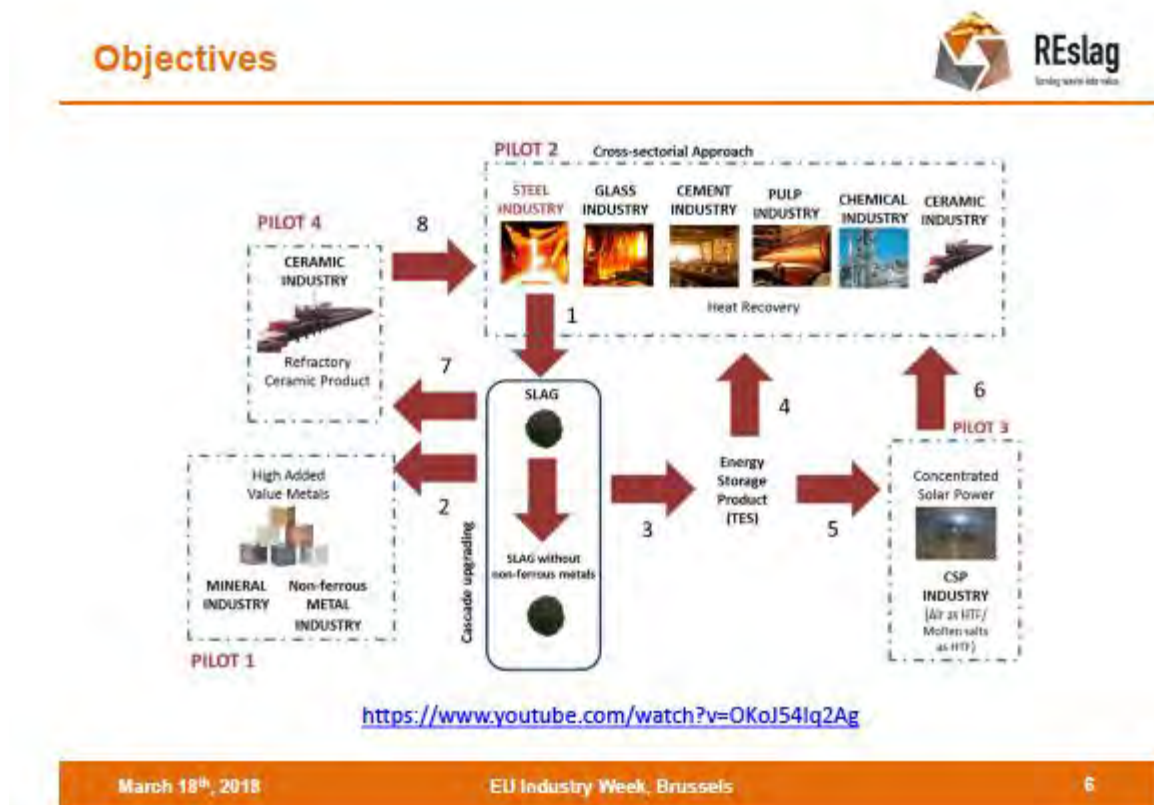 Objectives
REslag
Turning waste into value
PILOT 2
Cross-sectorial Approach
STEEL
INDUSTRY
GLASS
INDUSTRY
CEMENT
INDUSTRY
PULP
INDUSTRY
CHEMICAL
INDUSTRY
CERAMIC
INDUSTRY
Heat Recovery
PILOT 4
CERAMIC
INDUSTRY
Refractory
Ceramic Product
8
1
7
2
SLAG
SLAG without
non-ferrous metals
Cascade upgrading
High Added
Value Metals
MINERAL
INDUSTRY
Non-ferrous
METAL
INDUSTRY
PILOT 1
3
Energy
Storage
Product
(TES)
4
5
6
PILOT 3
Concentrated
Solar Power
CSP
INDUSTRY
(Air as HTF/
Molten salts
as HTF)
https://www.youtube.com/watch?v=OKoJ54Iq2Ag
March 18th, 2018
EU Industry Week, Brussels
6